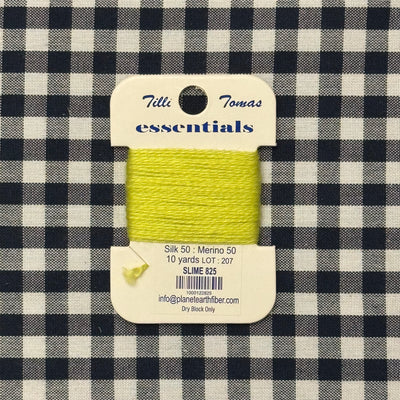 Tilli Tomas
essentials
Silk 50 : Merino 50
10 yards LOT : 207
SLIME 825
1000122825
info@planetearthfiber.com
Dry Block Only